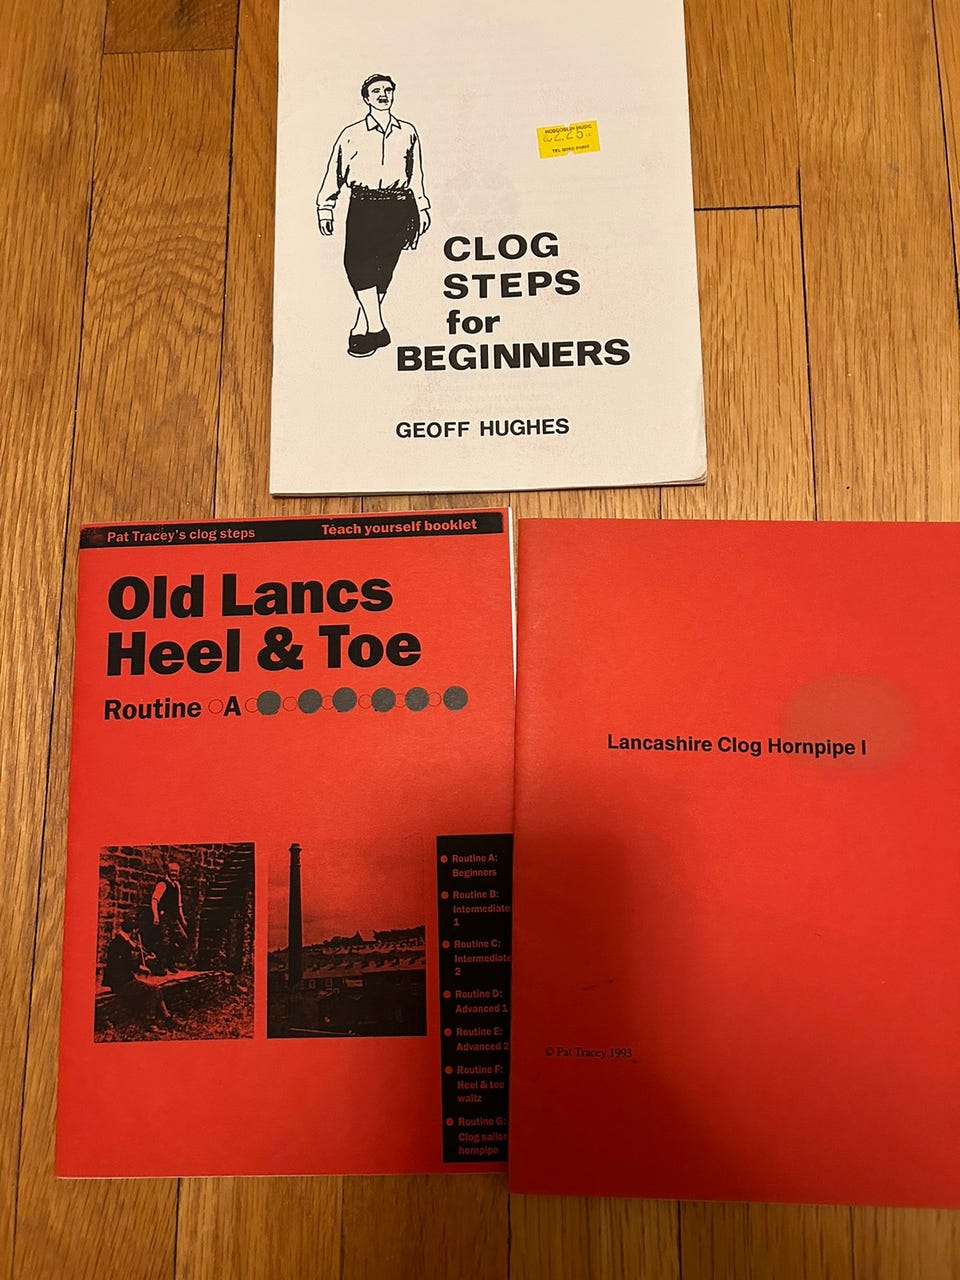 HOBGOBLIN MUSIC
CLOG
STEPS
for
BEGINNERS
GEOFF HUGHES
Pat Tracey's clog steps
Teach yourself booklet
Old Lancs
Heel & Toe
Routine A
Routine A:
Beginners
Routine B:
Intermediate
1
Routine C:
Intermediate
2
Routine D:
Advanced 1
Routine E:
Advanced 2
Routine F:
Heel & toe
waltz
Routine G:
Clog sailor
hornpipe
Lancashire Clog Hornpipe I
© Pat Tracey 1993